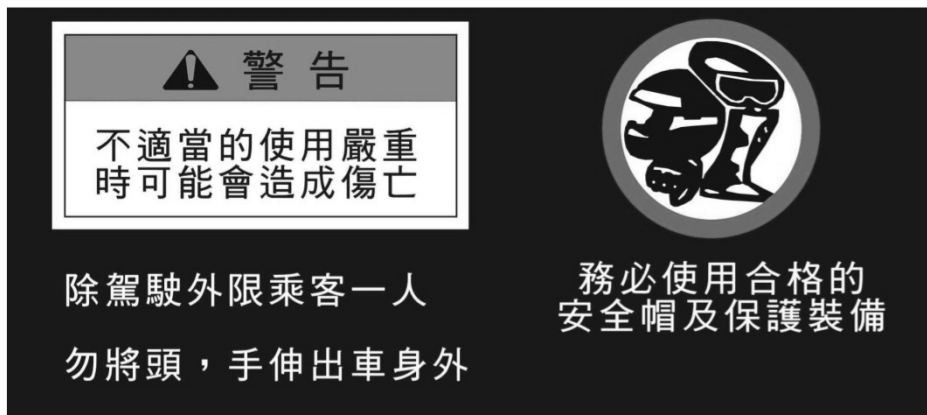 警告
不適當的使用嚴重
時可能會造成傷亡
除駕駛外限乘客一人
勿將頭，手伸出車身外
務必使用合格的
安全帽及保護裝備